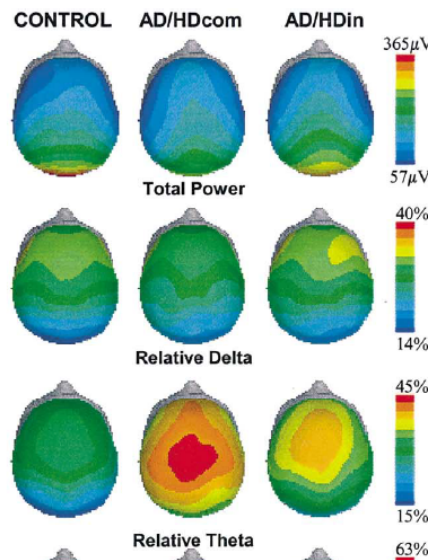 CONTROL AD/HDcom AD/HDin
365µV
57µV
Total Power
40%
14%
Relative Delta
45%
15%
Relative Theta
63%